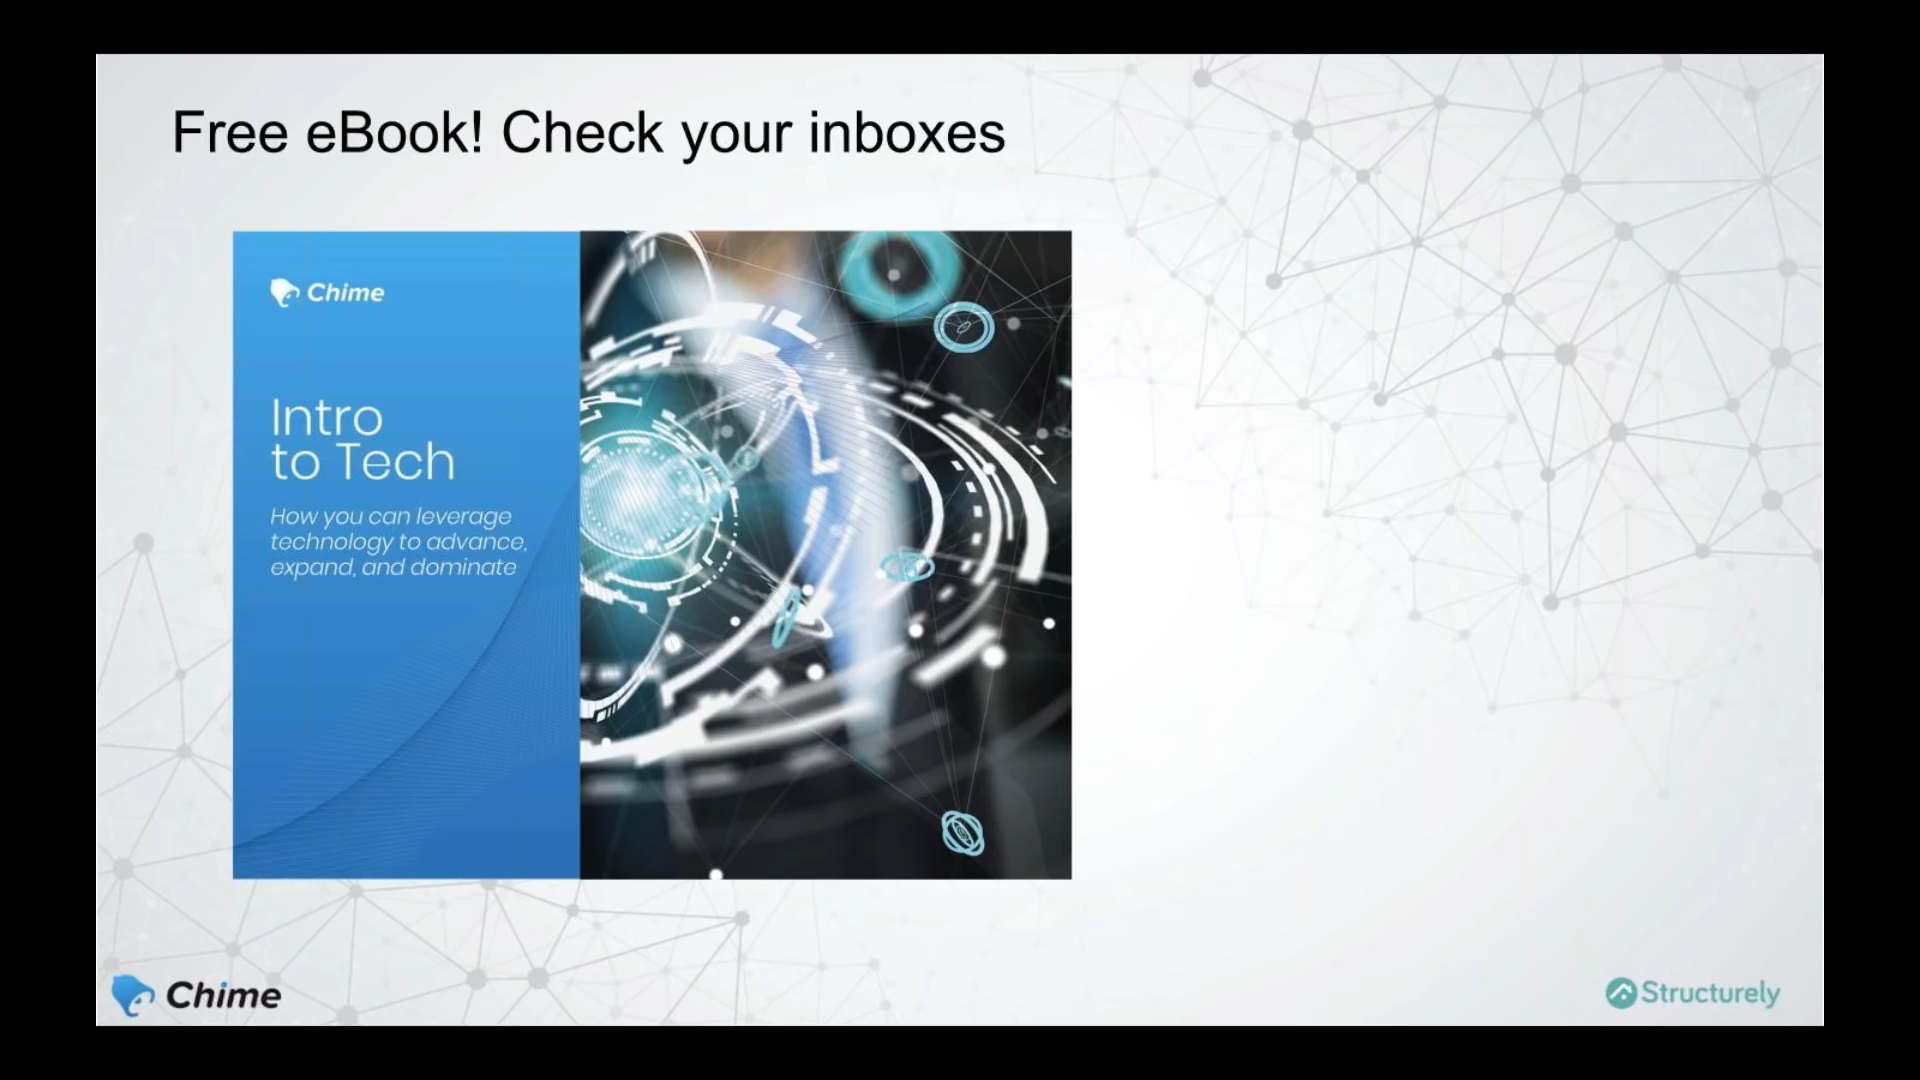 Free eBook! Check your inboxes
Chime
Intro
to Tech
How you can leverage
technology to advance,
expand, and dominate
Chime
Structurely